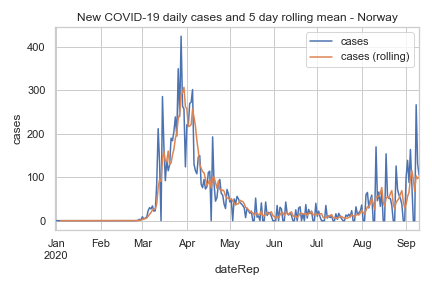 New COVID-19 daily cases and 5 day rolling mean - Norway
cases
cases (rolling)
cases
400
300
200
100
0
Jan Feb Mar Apr May Jun Jul Aug Sep
2020
dateRep